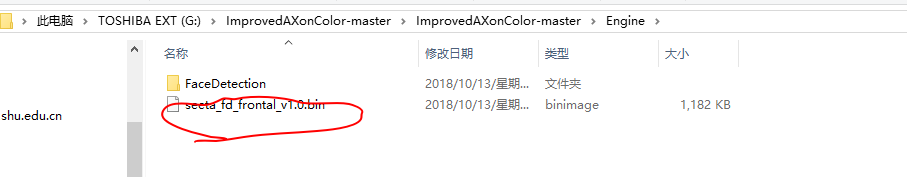 此电脑 > TOSHIBA EXT (G:) > ImprovedAXonColor-master > ImprovedAXonColor-master > Engine >
名称 修改日期 类型 大小
FaceDetection 2018/10/13/星期... 文件夹
seeta_fd_frontal_v1.0.bin 2018/10/13/星期... binimage 1,182 KB
shu.edu.cn